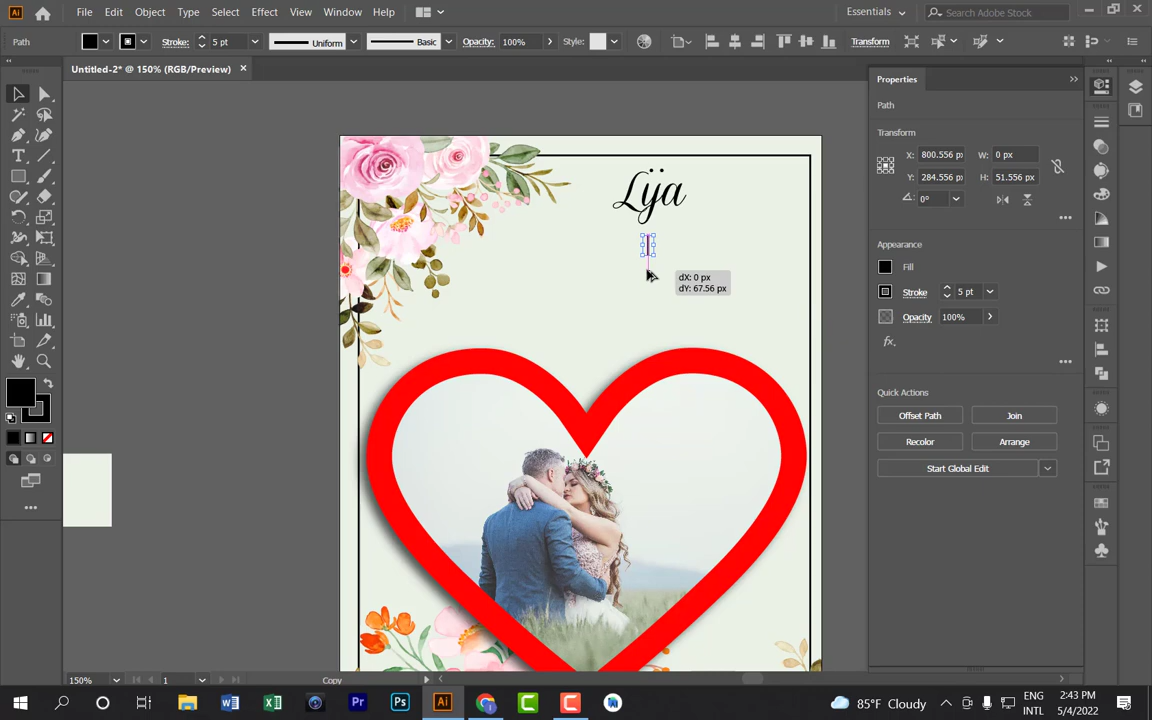 File Edit Object Type Select Effect View Window Help
Essentials
Search Adobe Stock
Path
Stroke: 5 pt Uniform Basic Opacity: 100% Style: Transform
Untitled-2* @ 150% (RGB/Preview)
Properties
Path
Transform
X: 800.556 p W: 0 px
Y: 284.556 p H: 51.556 px
0°
Appearance
Fill
Stroke 5 pt
Opacity 100%
fx.
Quick Actions
Offset Path Join
Recolor Arrange
Start Global Edit
Lÿa
dX: 0 px
dY: 67.56 px
150% 1 Copy
85°F Cloudy
ENG
INTL
2:43 PM
5/4/2022